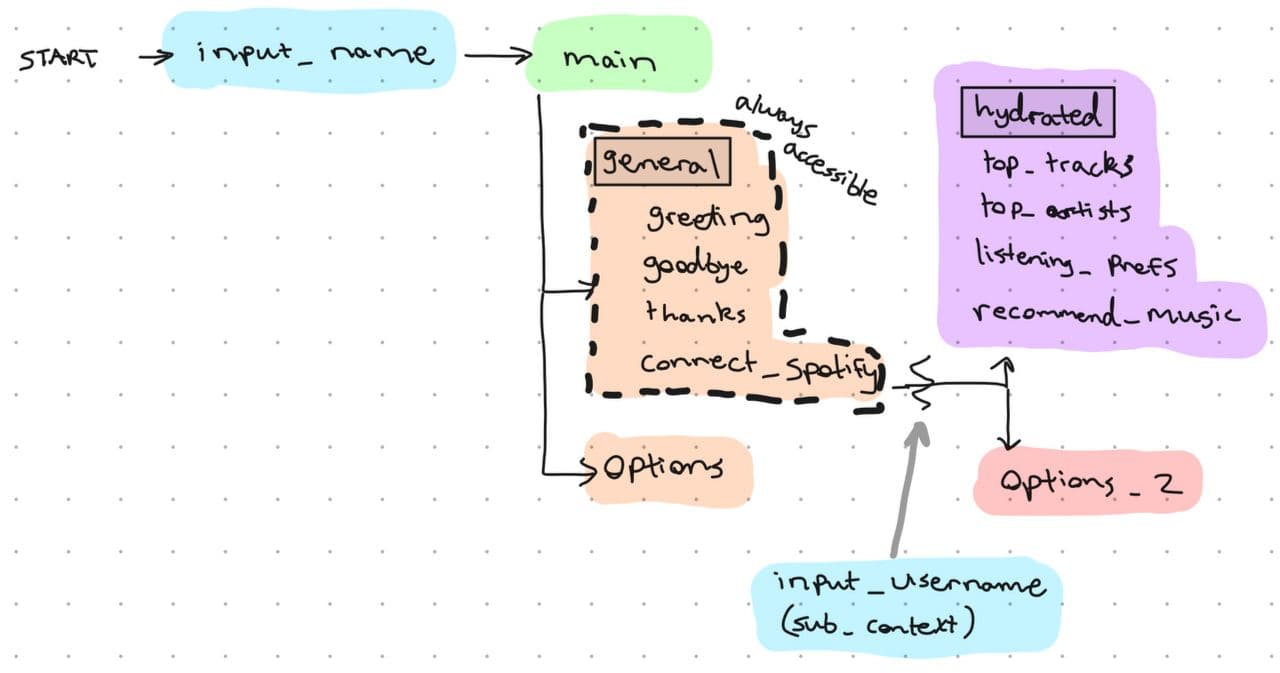 START
input_name
main
always
accessible
general
greeting
goodbye
thanks
connect_spotify
options
hydrated
top_tracks
top_artists
listening_prefs
recommend_music
options_2
input_username
(sub_context)